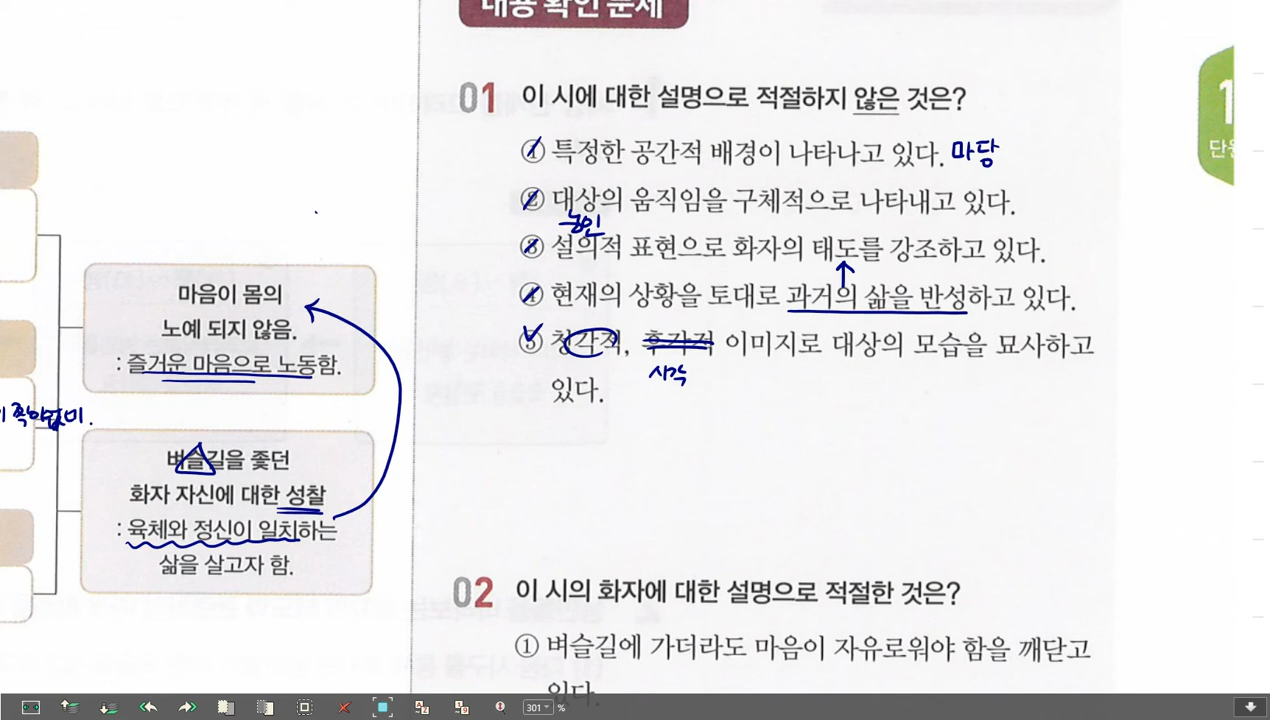 마음이 몸의
노예 되지 않음.
: 즐거운 마음으로 노동함.
벼슬길을 좇던
화자 자신에 대한 성찰
: 육체와 정신이 일치하는
삶을 살고자 함.
내용 확인 문제
01 이 시에 대한 설명으로 적절하지 않은 것은?
① 특정한 공간적 배경이 나타나고 있다. 마당
② 대상의 움직임을 구체적으로 나타내고 있다.
농민
③ 설의적 표현으로 화자의 태도를 강조하고 있다.
④ 현재의 상황을 토대로 과거의 삶을 반성하고 있다.
⑤ 청각적, 후각적 이미지로 대상의 모습을 묘사하고
시각
있다.
02 이 시의 화자에 대한 설명으로 적절한 것은?
① 벼슬길에 가더라도 마음이 자유로워야 함을 깨닫고
있다.
1
단원
301 %